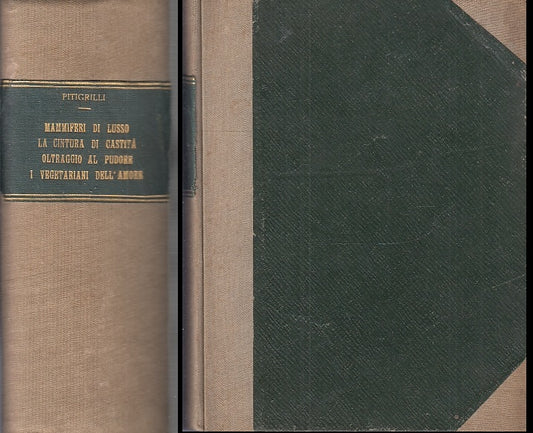 PITIGRILLI
MAMMIFERI DI LUSSO
LA CINTURA DI CASTITÀ
OLTRAGGIO AL PUDORE
I VEGETARIANI DELL'AMORE